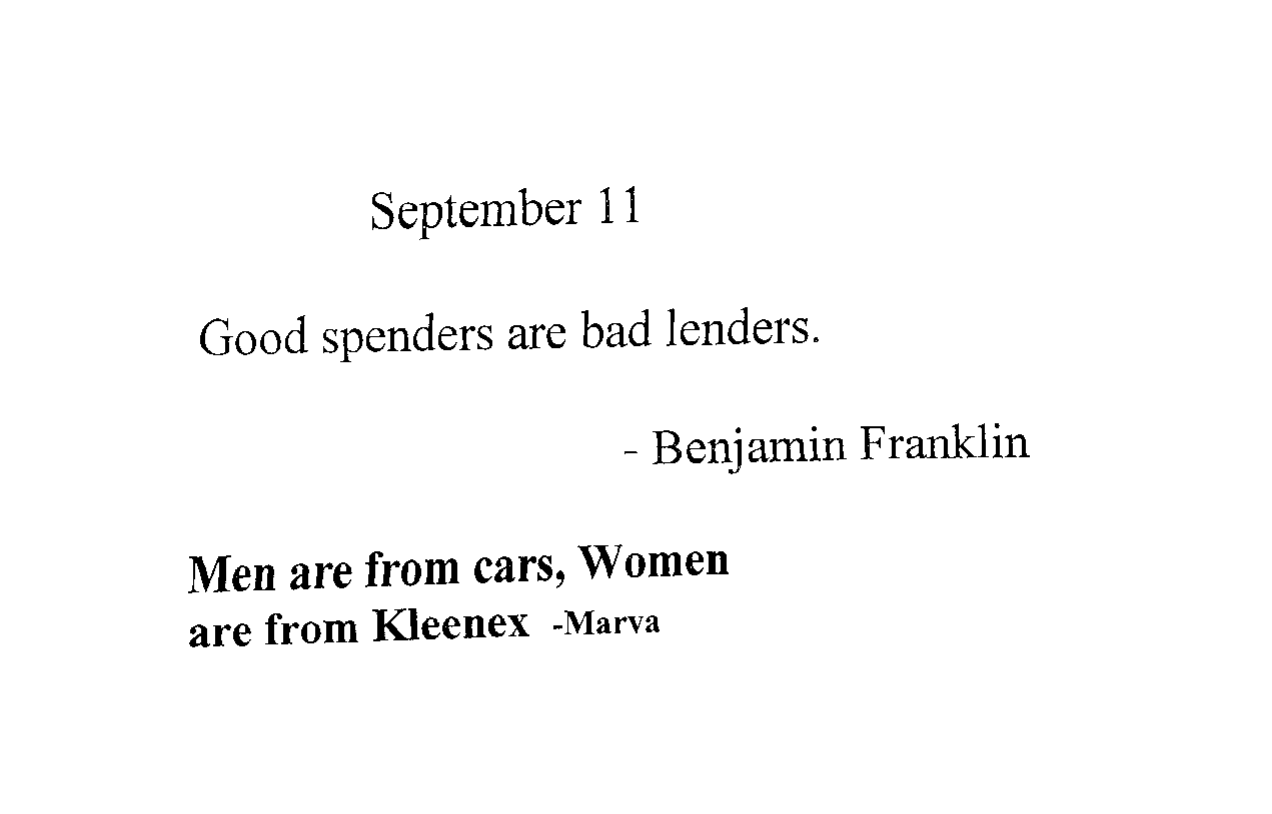 September 11
Good spenders are bad lenders.
- Benjamin Franklin
Men are from cars, Women
are from Kleenex -Marva